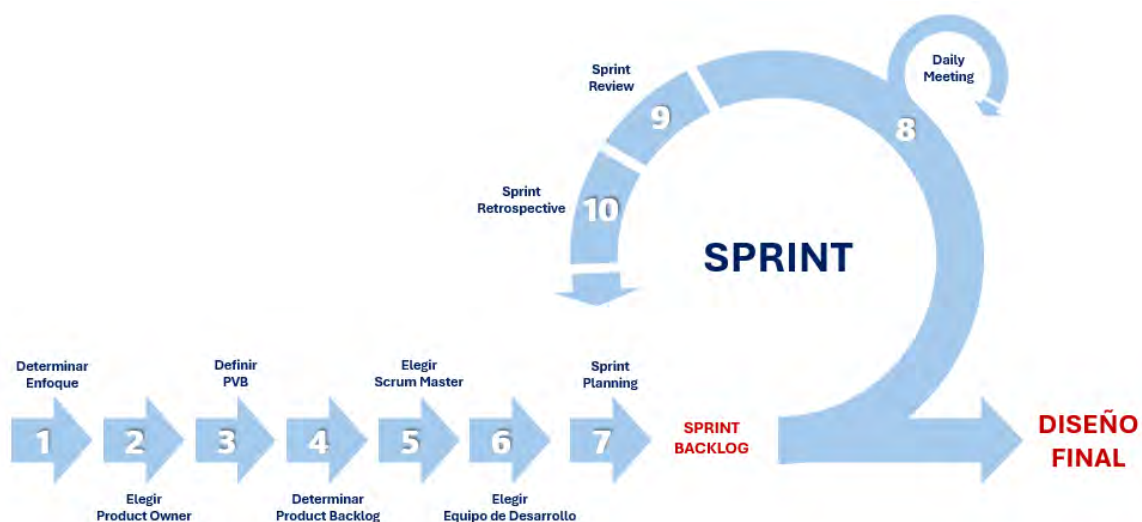 Daily
Meeting
Sprint
Review
9
8
Sprint
Retrospective
10
SPRINT
Determinar
Enfoque
Definir
PVB
Elegir
Scrum Master
Sprint
Planning
1
2
3
4
5
6
7
SPRINT
BACKLOG
DISEÑO
FINAL
Elegir
Product Owner
Determinar
Product Backlog
Elegir
Equipo de Desarrollo